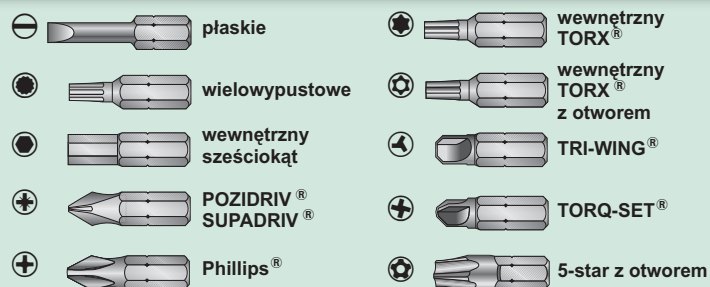 płaskie
wielowypustowe
wewnętrzny
sześciokąt
POZIDRIV ®
SUPADRIV ®
Phillips®
wewnętrzny
TORX®
wewnętrzny
TORX ®
z otworem
TRI-WING®
TORQ-SET®
5-star z otworem